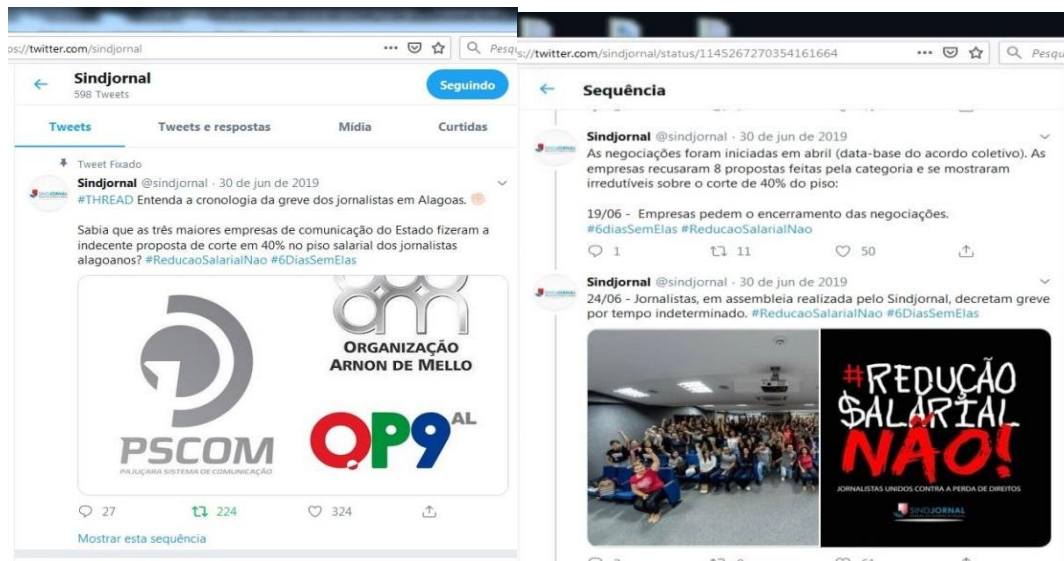 ps://twitter.com/sindjornal
Sindjornal
598 Tweets
Seguindo
Tweets
Tweets e respostas
Mídia
Curtidas
Tweet Fixado
Sindjornal @sindjornal · 30 de jun de 2019
#THREAD Entenda a cronologia da greve dos jornalistas em Alagoas.
Sabia que as três maiores empresas de comunicação do Estado fizeram a
indecente proposta de corte em 40% no piso salarial dos jornalistas
alagoanos? #ReducaoSalarialNao #6DiasSemElas
PSCOM
PAJUÇARA SISTEMA DE COMUNICAÇÃO
ORGANIZAÇÃO
ARNON DE MELLO
OP9 AL
27
224
324
Mostrar esta sequência
s://twitter.com/sindjornal/status/1145267270354161664
Sequência
Sindjornal @sindjornal · 30 de jun de 2019
As negociações foram iniciadas em abril (data-base do acordo coletivo). As
empresas recusaram 8 propostas feitas pela categoria e se mostraram
irredutíveis sobre o corte de 40% do piso:
19/06 - Empresas pedem o encerramento das negociações.
#6diasSemElas #ReducaoSalarialNao
1
11
50
Sindjornal @sindjornal · 30 de jun de 2019
24/06 - Jornalistas, em assembleia realizada pelo Sindjornal, decretam greve
por tempo indeterminado. #ReducaoSalarialNao #6DiasSemElas
#REDUÇÃO
$ALARIAL
NÃO!
JORNALISTAS UNIDOS CONTRA A PERDA DE DIREITOS
SINDJORNAL